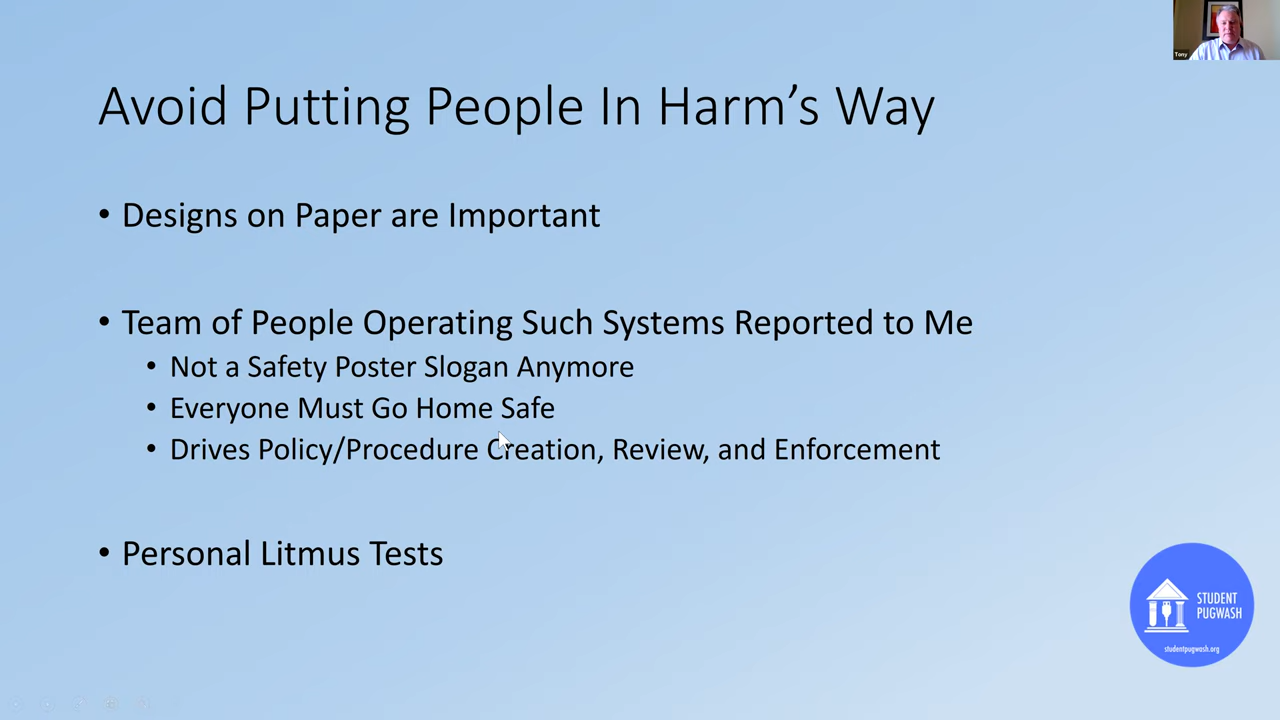 Tony
Avoid Putting People In Harm’s Way
• Designs on Paper are Important
• Team of People Operating Such Systems Reported to Me
• Not a Safety Poster Slogan Anymore
• Everyone Must Go Home Safe
• Drives Policy/Procedure Creation, Review, and Enforcement
• Personal Litmus Tests
STUDENT
PUGWASH
studentpugwash.org